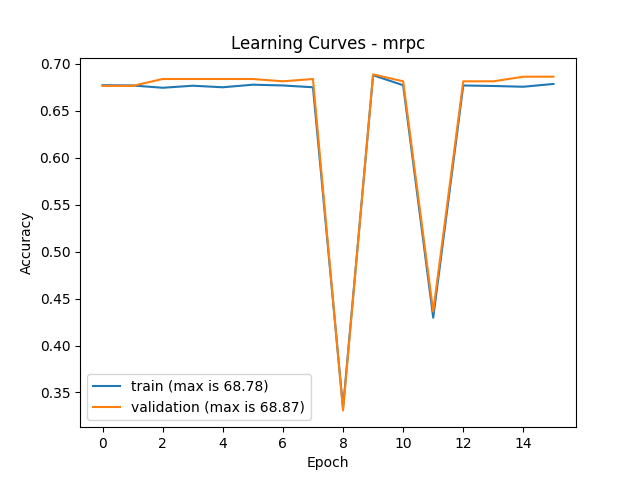 Learning Curves - mrpc
Accuracy
0.70
0.65
0.60
0.55
0.50
0.45
0.40
0.35
train (max is 68.78)
validation (max is 68.87)
0 2 4 6 8 10 12 14
Epoch